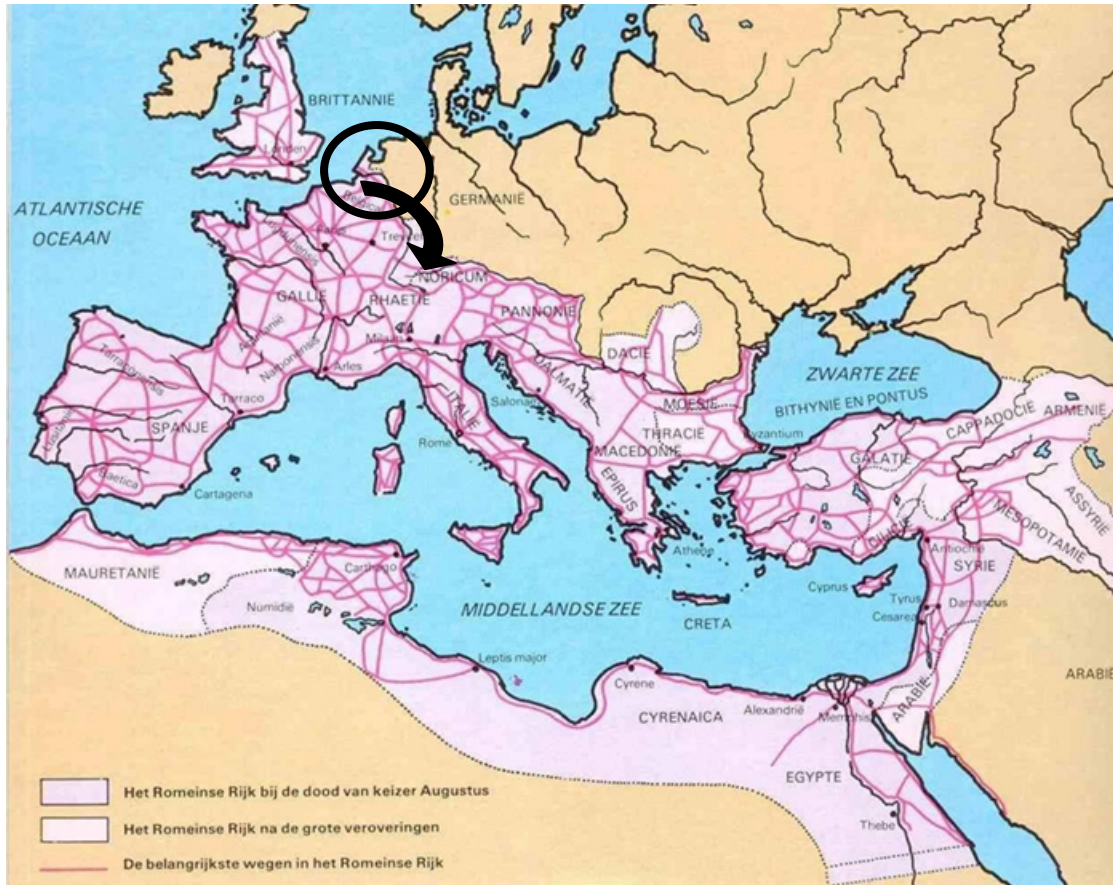 BRITTANNIË
Londen
ATLANTISCHE
OCEAAN
GERMANIË
Belgica
Lugdunensis
Parijs
NORICUM
GALLIË
RHAETIË
PANNONIË
Aquitanië
Milaan
DACIË
Narbonensis
Arles
DALMATIË
ZWARTE ZEE
Tarraconensis
ITALIË
MOESIË
BITHYNIË EN PONTUS
Tarraco
Salonae
CAPPADOCIË
ARMENIË
Lusitanië
SPANJE
Rome
THRACIË
Byzantium
MACEDONIË
GALATIË
Baetica
Cartagena
EPIRUS
ASSYRIË
MESOPOTAMIË
Athene
CILICIË
Antiochië
MAURETANIË
Carthago
SYRIË
Numidië
MIDDELLANDSE ZEE
Cyprus
Tyrus
Damascus
CRETA
Cesarea
Leptis major
Cyrene
ARABIË
ARABIË
CYRENAICA
Alexandrië
Memphis
EGYPTE
Thebe
Het Romeinse Rijk bij de dood van keizer Augustus
Het Romeinse Rijk na de grote veroveringen
De belangrijkste wegen in het Romeinse Rijk